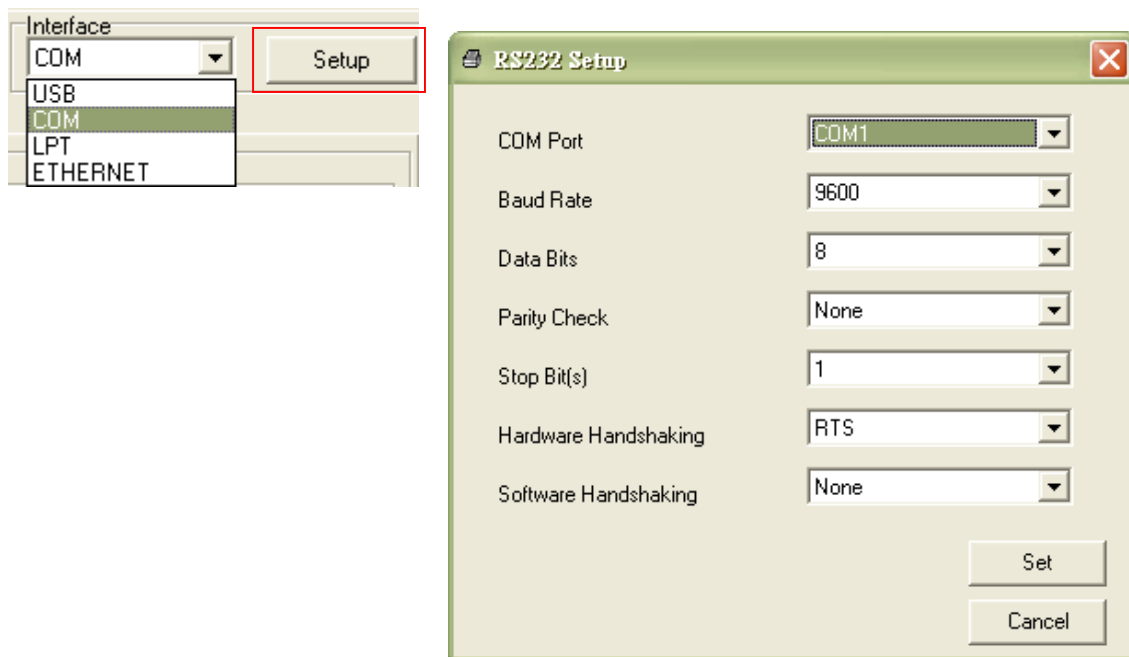 Interface
COM
Setup
USB
COM
LPT
ETHERNET
RS232 Setup
COM Port
COM1
Baud Rate
9600
Data Bits
8
Parity Check
None
Stop Bit(s)
1
Hardware Handshaking
RTS
Software Handshaking
None
Set
Cancel